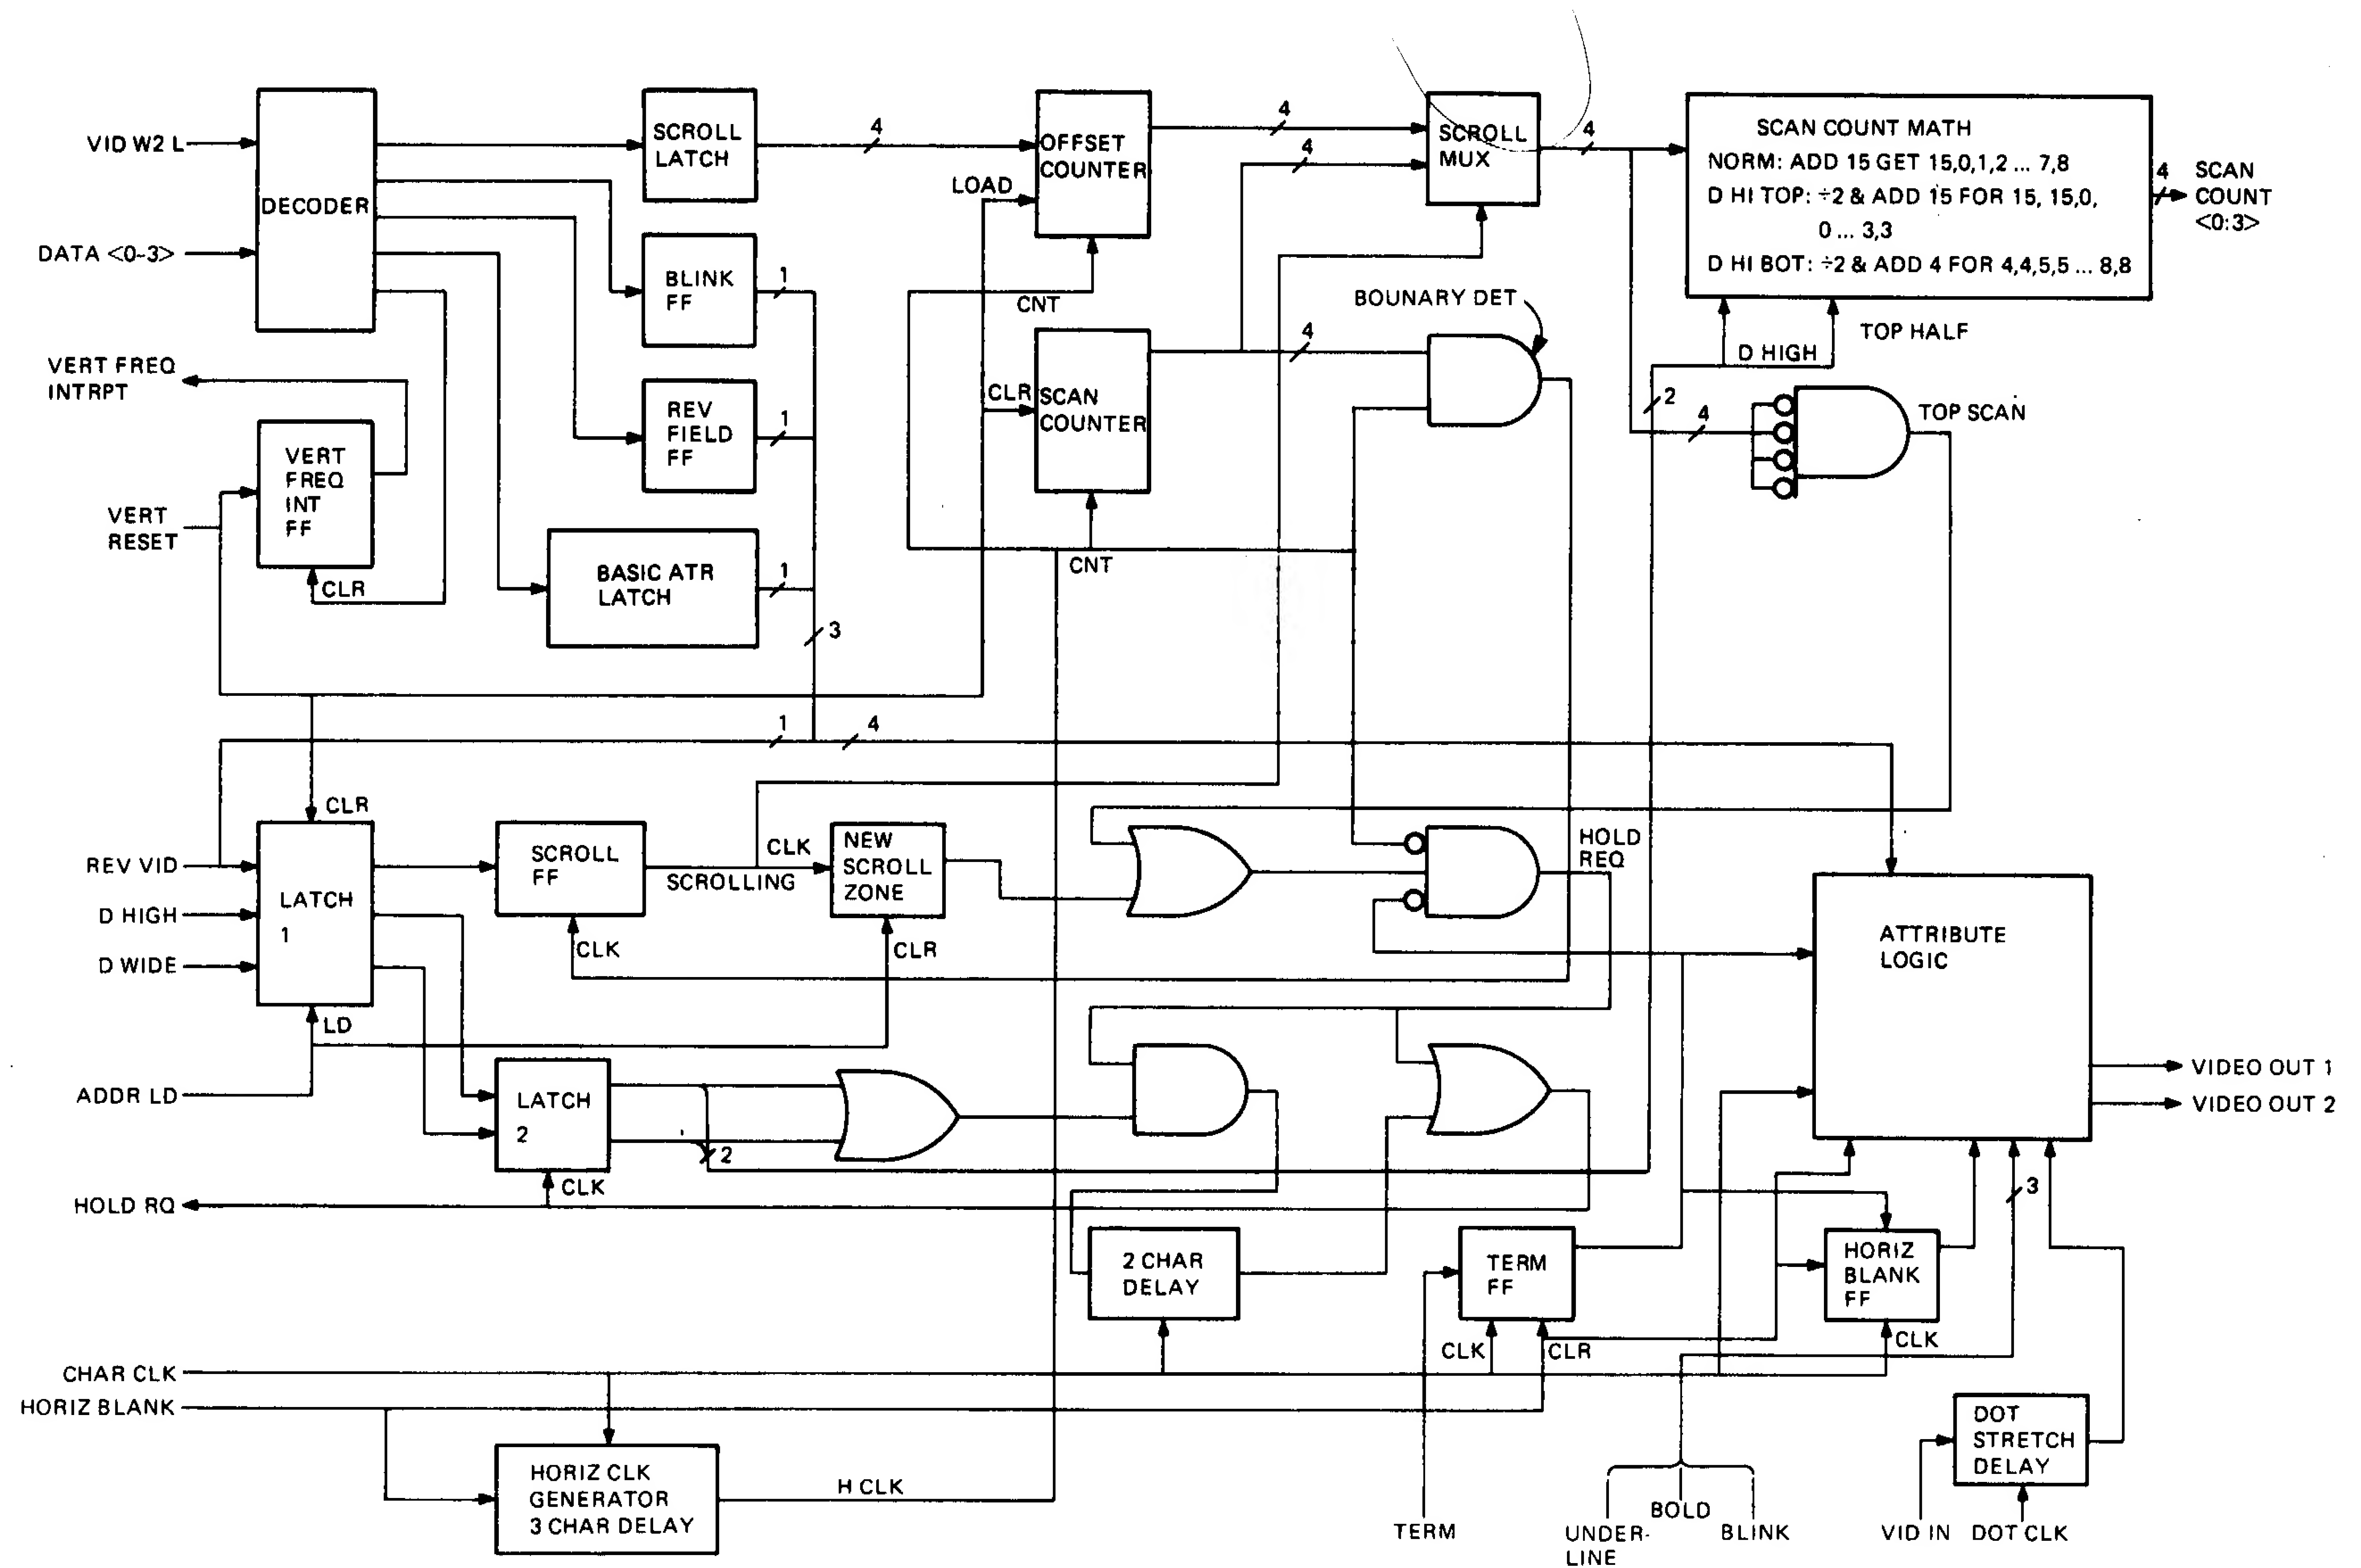 VID W2 L
DATA <0-3>
DECODER
SCROLL
LATCH
4
BLINK
FF
1
REV
FIELD
FF
1
BASIC ATR
LATCH
1
3
VERT FREQ
INTRPT
VERT
FREQ
INT
FF
CLR
VERT
RESET
OFFSET
COUNTER
LOAD
CNT
4
4
SCROLL
MUX
4
SCAN COUNT MATH
NORM: ADD 15 GET 15,0,1,2 ... 7,8
D HI TOP: ÷2 & ADD 15 FOR 15, 15,0,
0 ... 3,3
D HI BOT: ÷2 & ADD 4 FOR 4,4,5,5 ... 8,8
4
SCAN
COUNT
<0:3>
BOUNARY DET
TOP HALF
D HIGH
CLR
SCAN
COUNTER
4
CNT
2
4
TOP SCAN
1
4
CLR
REV VID
D HIGH
D WIDE
LATCH
1
LD
ADDR LD
SCROLL
FF
SCROLLING
CLK
CLK
NEW
SCROLL
ZONE
CLR
HOLD
REQ
ATTRIBUTE
LOGIC
VIDEO OUT 1
VIDEO OUT 2
LATCH
2
2
CLK
HOLD RQ
2 CHAR
DELAY
TERM
FF
CLK
CLR
HORIZ
BLANK
FF
CLK
3
CHAR CLK
HORIZ BLANK
HORIZ CLK
GENERATOR
3 CHAR DELAY
H CLK
DOT
STRETCH
DELAY
TERM
UNDER-
LINE
BOLD
BLINK
VID IN
DOT CLK